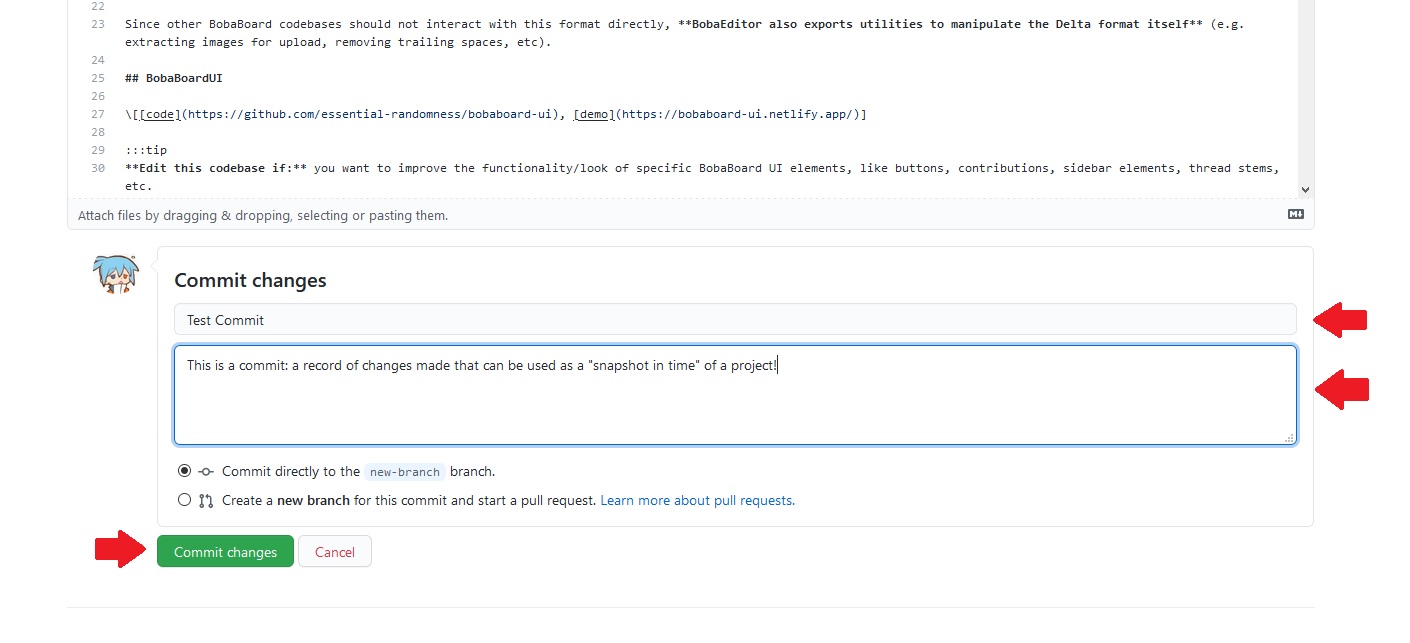 22
23 Since other BobaBoard codebases should not interact with this format directly, **BobaEditor also exports utilities to manipulate the Delta format itself** (e.g.
extracting images for upload, removing trailing spaces, etc).
24
25 ## BobaBoardUI
26
27 \[[code](https://github.com/essential-randomness/bobaboard-ui), [demo](https://bobaboard-ui.netlify.app/)]
28
29 :::tip
30 **Edit this codebase if:** you want to improve the functionality/look of specific BobaBoard UI elements, like buttons, contributions, sidebar elements, thread stems,
etc.
Attach files by dragging & dropping, selecting or pasting them.
Commit changes
Test Commit
This is a commit: a record of changes made that can be used as a "snapshot in time" of a project!
Commit directly to the new-branch branch.
Create a new branch for this commit and start a pull request. Learn more about pull requests.
Commit changes Cancel